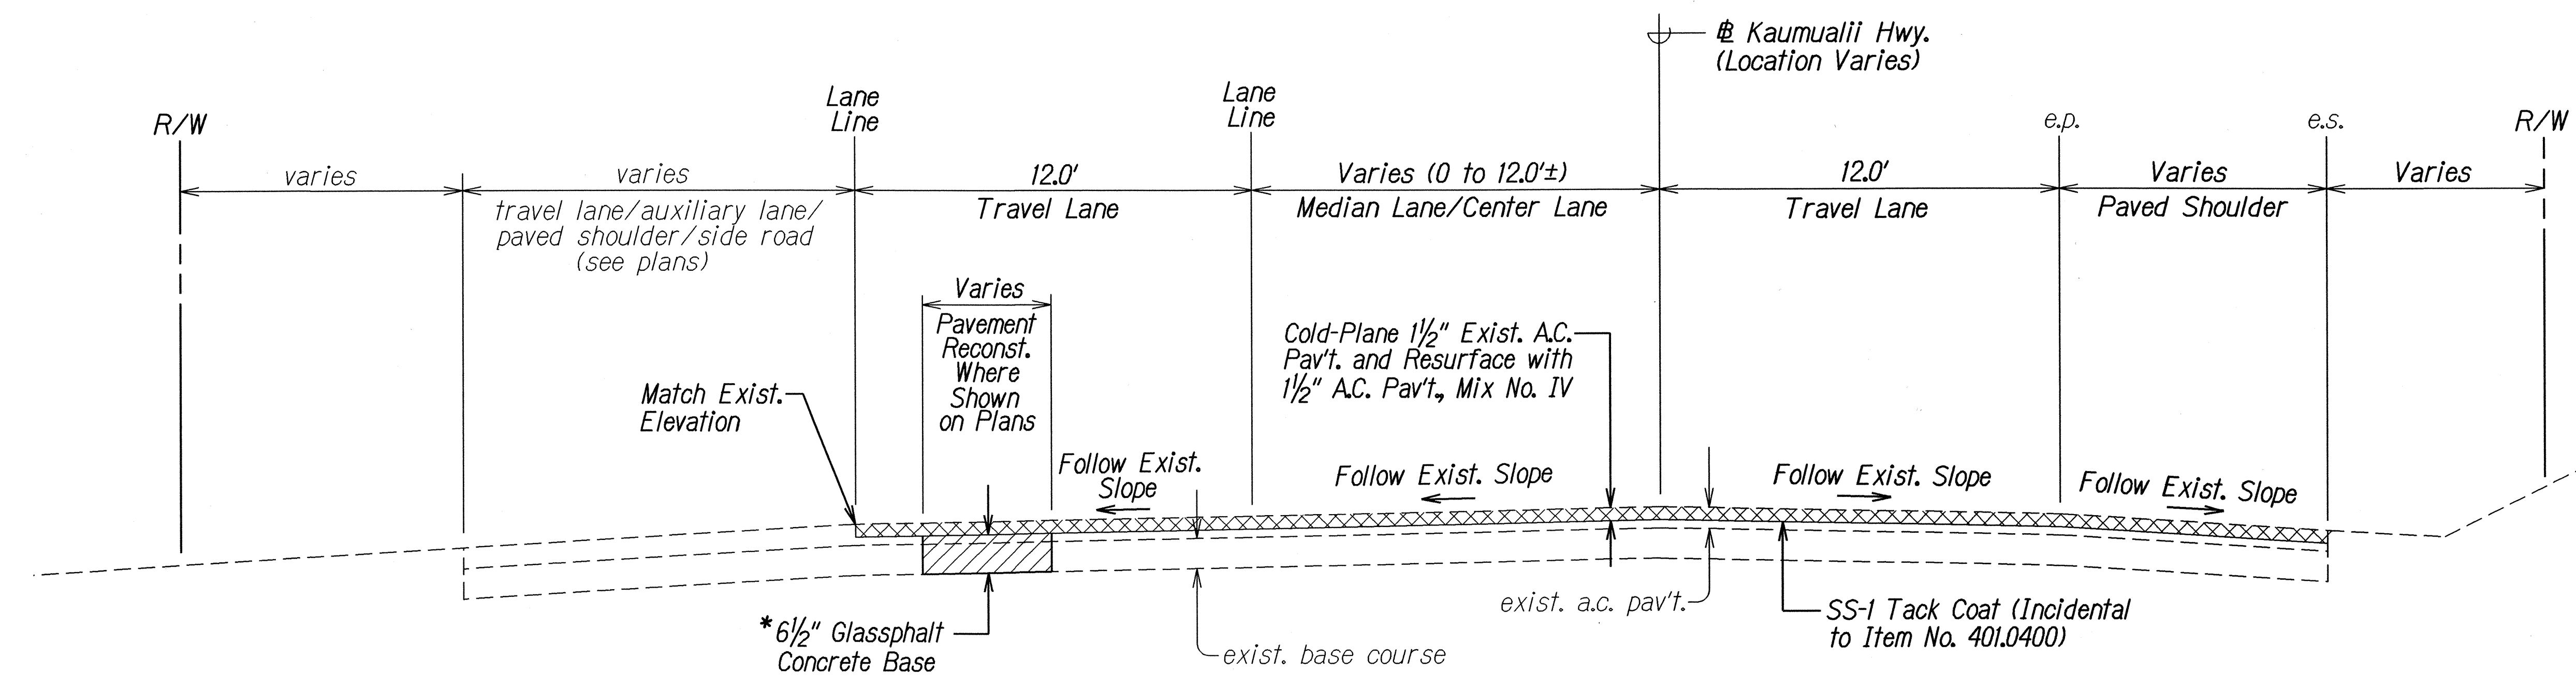 ℄ Kaumualii Hwy.
(Location Varies)
Lane
Line
Lane
Line
R/W
e.p.
e.s.
R/W
varies
varies
12.0'
Varies (0 to 12.0'±)
12.0'
Varies
Varies
travel lane/auxiliary lane/
paved shoulder/side road
(see plans)
Travel Lane
Median Lane/Center Lane
Travel Lane
Paved Shoulder
Varies
Pavement
Reconst.
Where
Shown
on Plans
Cold-Plane 1½" Exist. A.C.
Pav't. and Resurface with
1½" A.C. Pav't., Mix No. IV
Match Exist.
Elevation
Follow Exist.
Slope
Follow Exist. Slope
Follow Exist. Slope
Follow Exist. Slope
*6½" Glassphalt
Concrete Base
exist. base course
exist. a.c. pav't.
SS-1 Tack Coat (Incidental
to Item No. 401.0400)